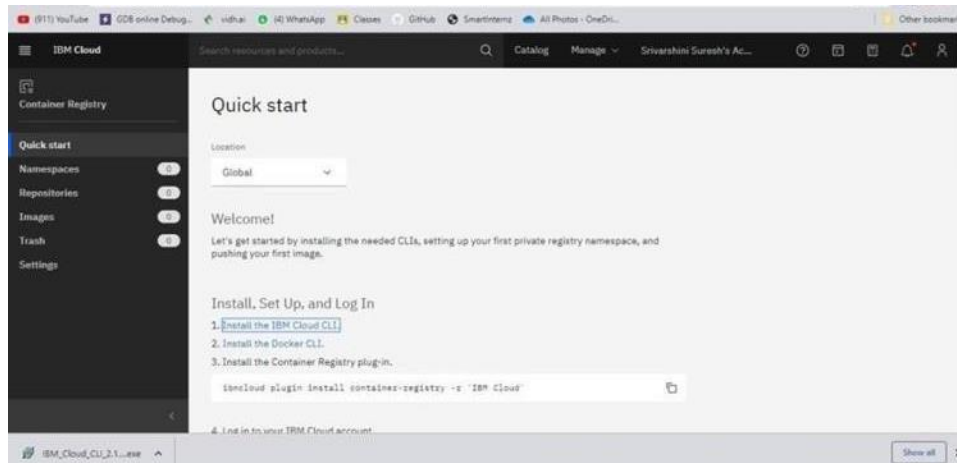 (911) YouTube GDB online Debug... vidhai (4) WhatsApp Classes GitHub SmartInternz All Photos - OneDri... Other bookmar
IBM Cloud Search resources and products... Catalog Manage Srivarshini Suresh's Ac...
Container Registry
Quick start
Namespaces 0
Repositories 0
Images 0
Trash 0
Settings
Quick start
Location
Global
Welcome!
Let's get started by installing the needed CLIs, setting up your first private registry namespace, and
pushing your first image.
Install, Set Up, and Log In
1. Install the IBM Cloud CLI.
2. Install the Docker CLI.
3. Install the Container Registry plug-in.
ibmcloud plugin install container-registry -r 'IBM Cloud'
4. Log in to your IBM Cloud account
IBM_Cloud_CLI_2.1....exe Show all